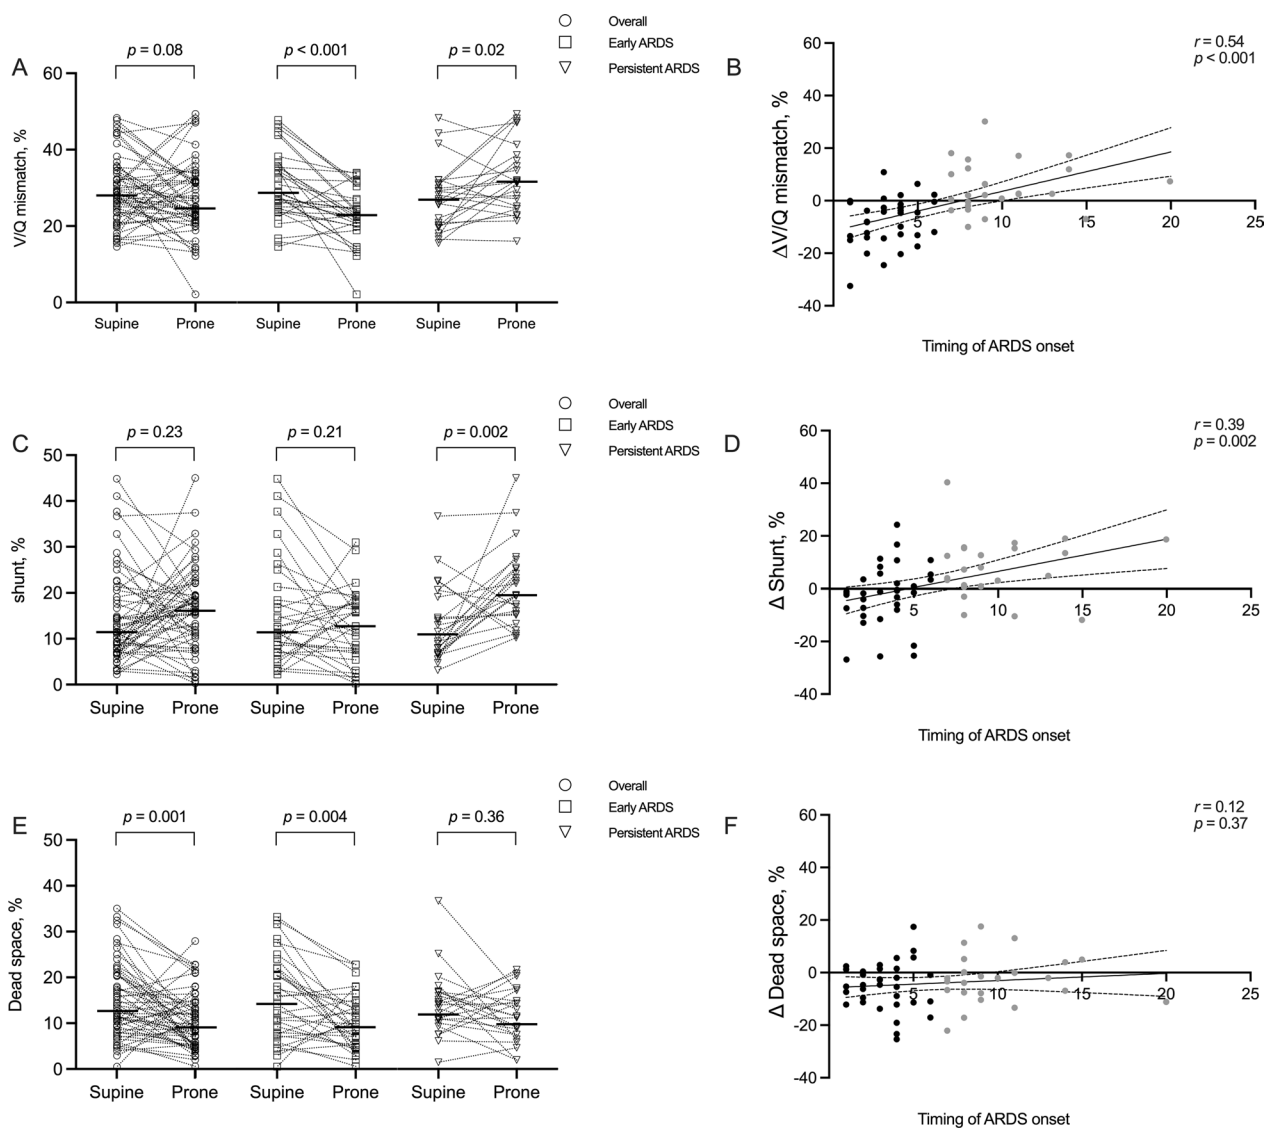 Overall
Early ARDS
Persistent ARDS
A
p = 0.08
p < 0.001
p = 0.02
V/Q mismatch, %
60
40
20
0
Supine
Prone
Supine
Prone
Supine
Prone
B
r = 0.54
p < 0.001
ΔV/Q mismatch, %
60
40
20
0
-20
-40
5
10
15
20
25
Timing of ARDS onset
Overall
Early ARDS
Persistent ARDS
C
p = 0.23
p = 0.21
p = 0.002
shunt, %
50
40
30
20
10
0
Supine
Prone
Supine
Prone
Supine
Prone
D
r = 0.39
p = 0.002
Δ Shunt, %
60
40
20
0
-20
-40
5
10
15
20
25
Timing of ARDS onset
Overall
Early ARDS
Persistent ARDS
E
p = 0.001
p = 0.004
p = 0.36
Dead space, %
50
40
30
20
10
0
Supine
Prone
Supine
Prone
Supine
Prone
F
r = 0.12
p = 0.37
Δ Dead space, %
60
40
20
0
-20
-40
5
10
15
20
25
Timing of ARDS onset